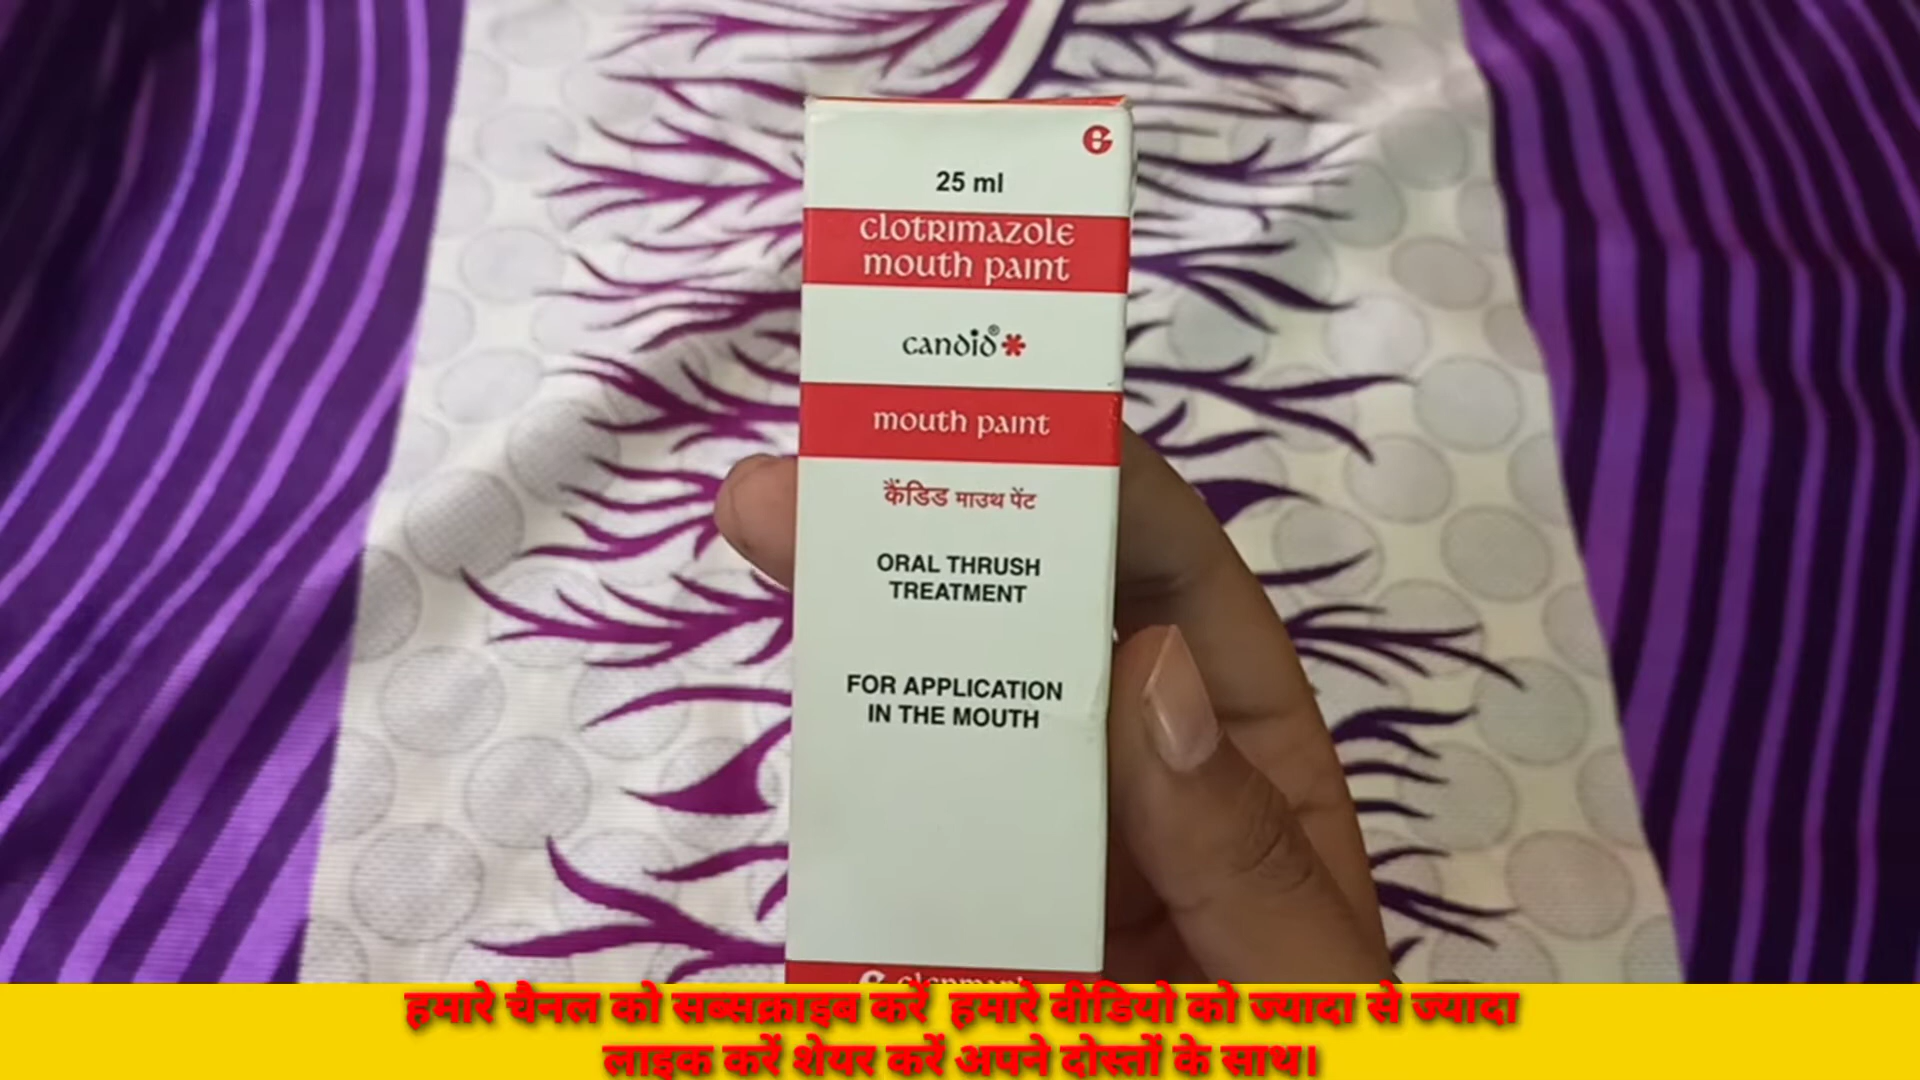 25 ml
clotrimazole
mouth paint
candid®
mouth paint
कैंडिड माउथ पेंट
ORAL THRUSH
TREATMENT
FOR APPLICATION
IN THE MOUTH
हमारे चैनल को सब्सक्राइब करें हमारे वीडियो को ज्यादा से ज्यादा
लाइक करें शेयर करें अपने दोस्तों के साथ।